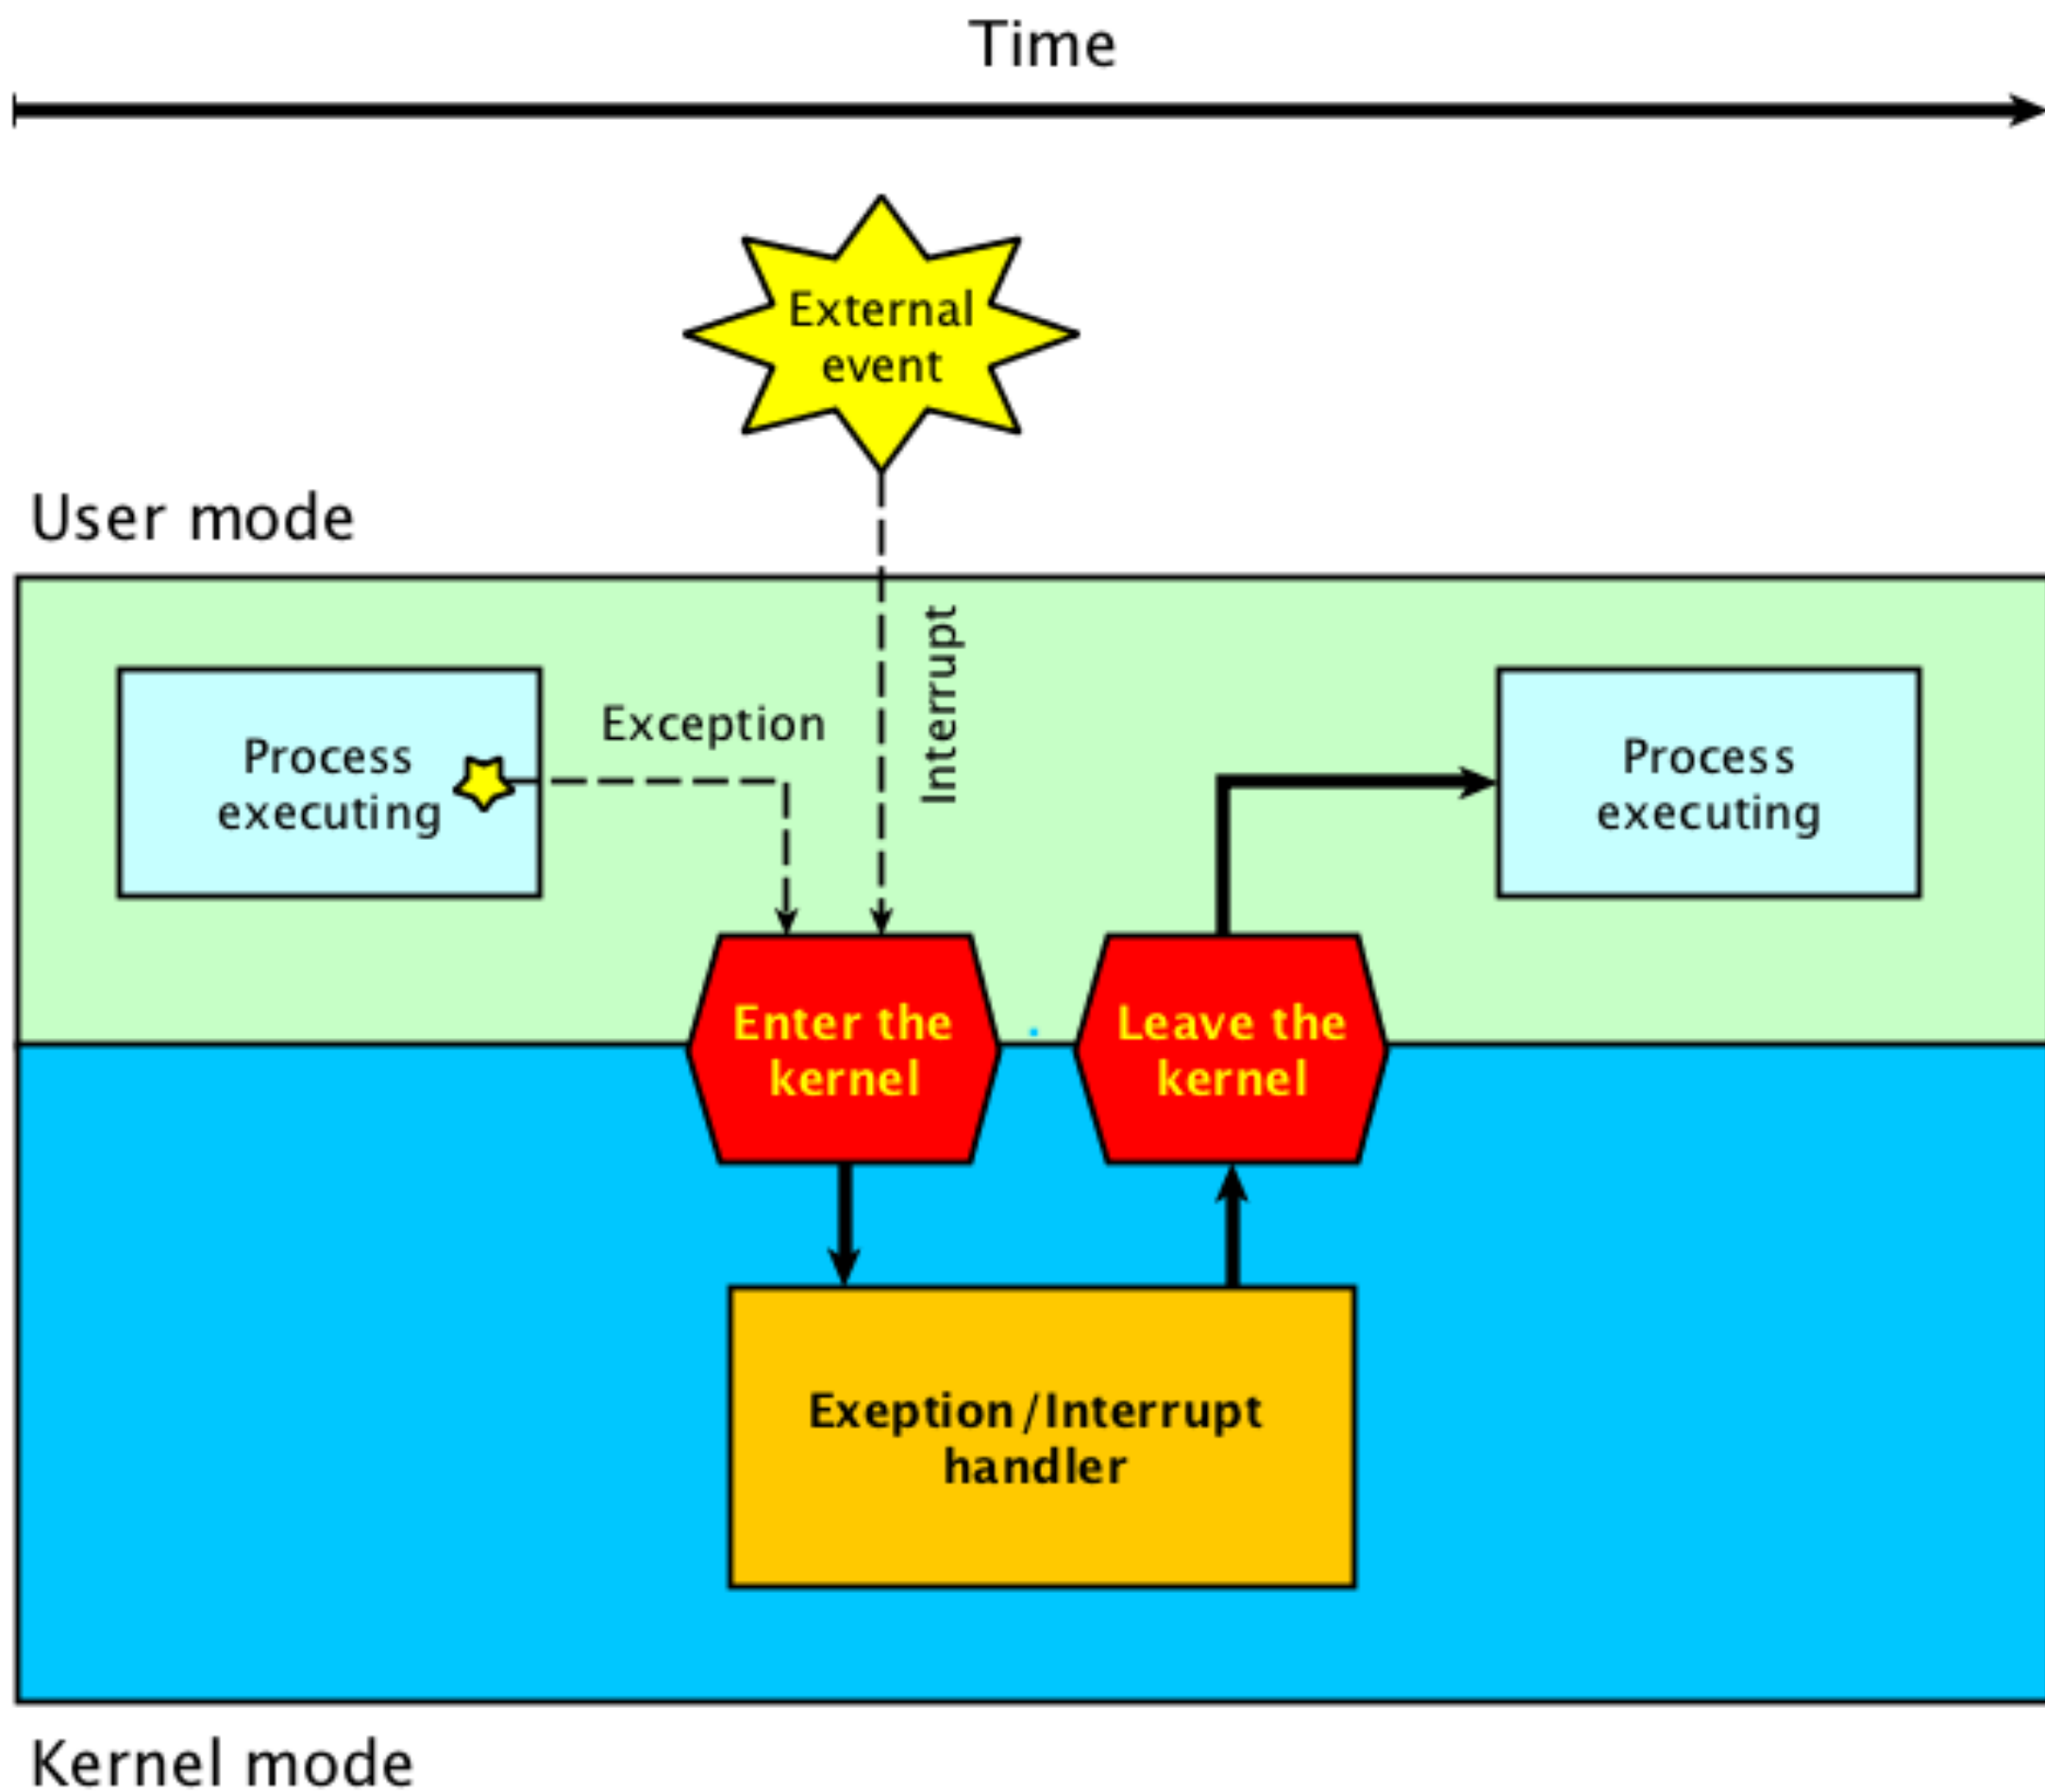 Time
External
event
User mode
Interrupt
Exception
Process
executing
Process
executing
Enter the
kernel
Leave the
kernel
Exeption/Interrupt
handler
Kernel mode